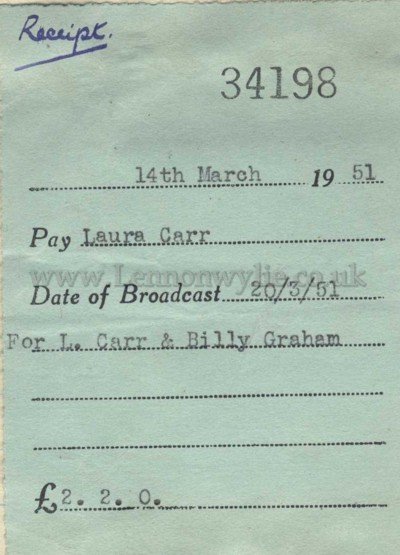 Receipt.
34198
14th March 19 51
Pay Laura Carr
www.Lennonwylie.co.uk
Date of Broadcast 20/3/51
For L. Carr & Billy Graham
£2. 2. 0.